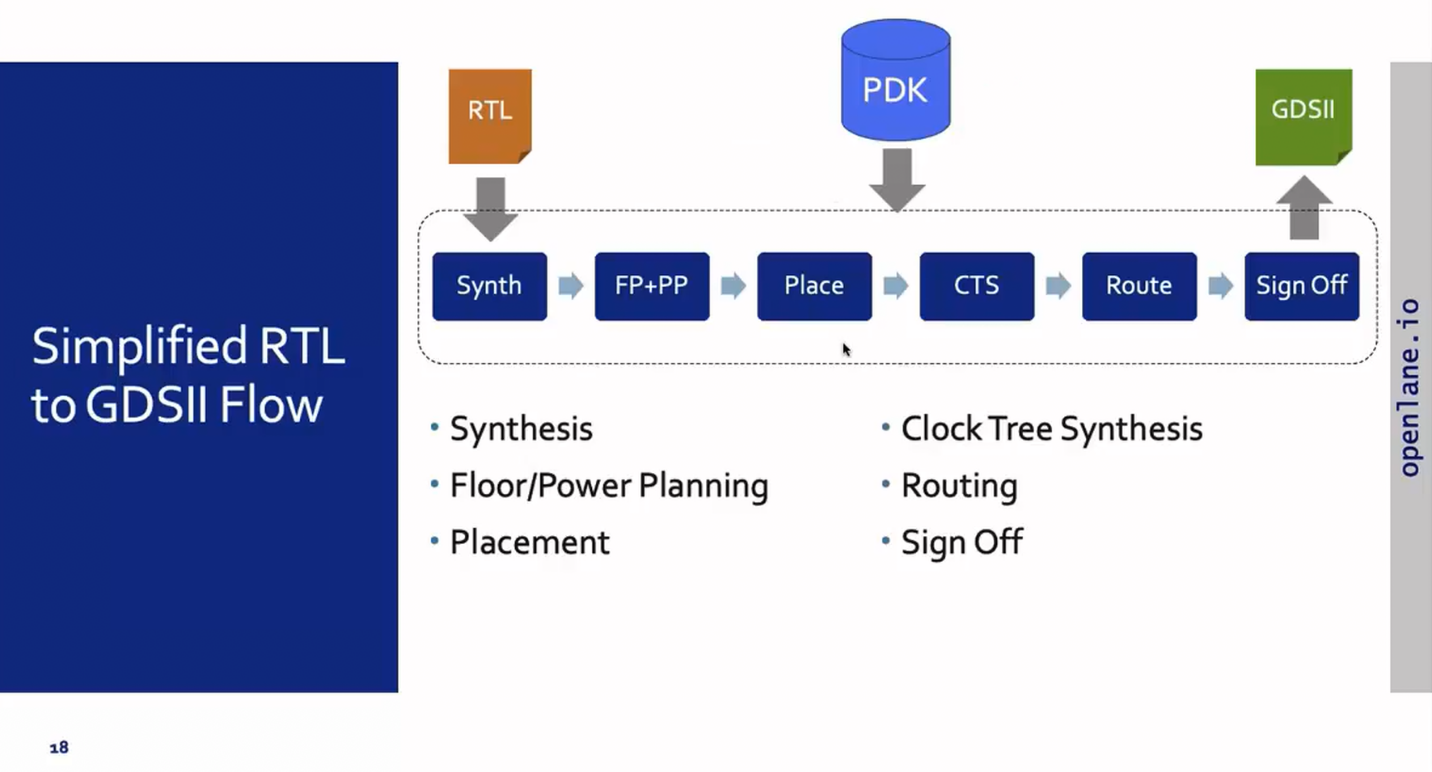 PDK
RTL
GDSII
Synth
FP+PP
Place
CTS
Route
Sign Off
Simplified RTL
to GDSII Flow
• Synthesis
• Floor/Power Planning
• Placement
• Clock Tree Synthesis
• Routing
• Sign Off
openlane.io
18